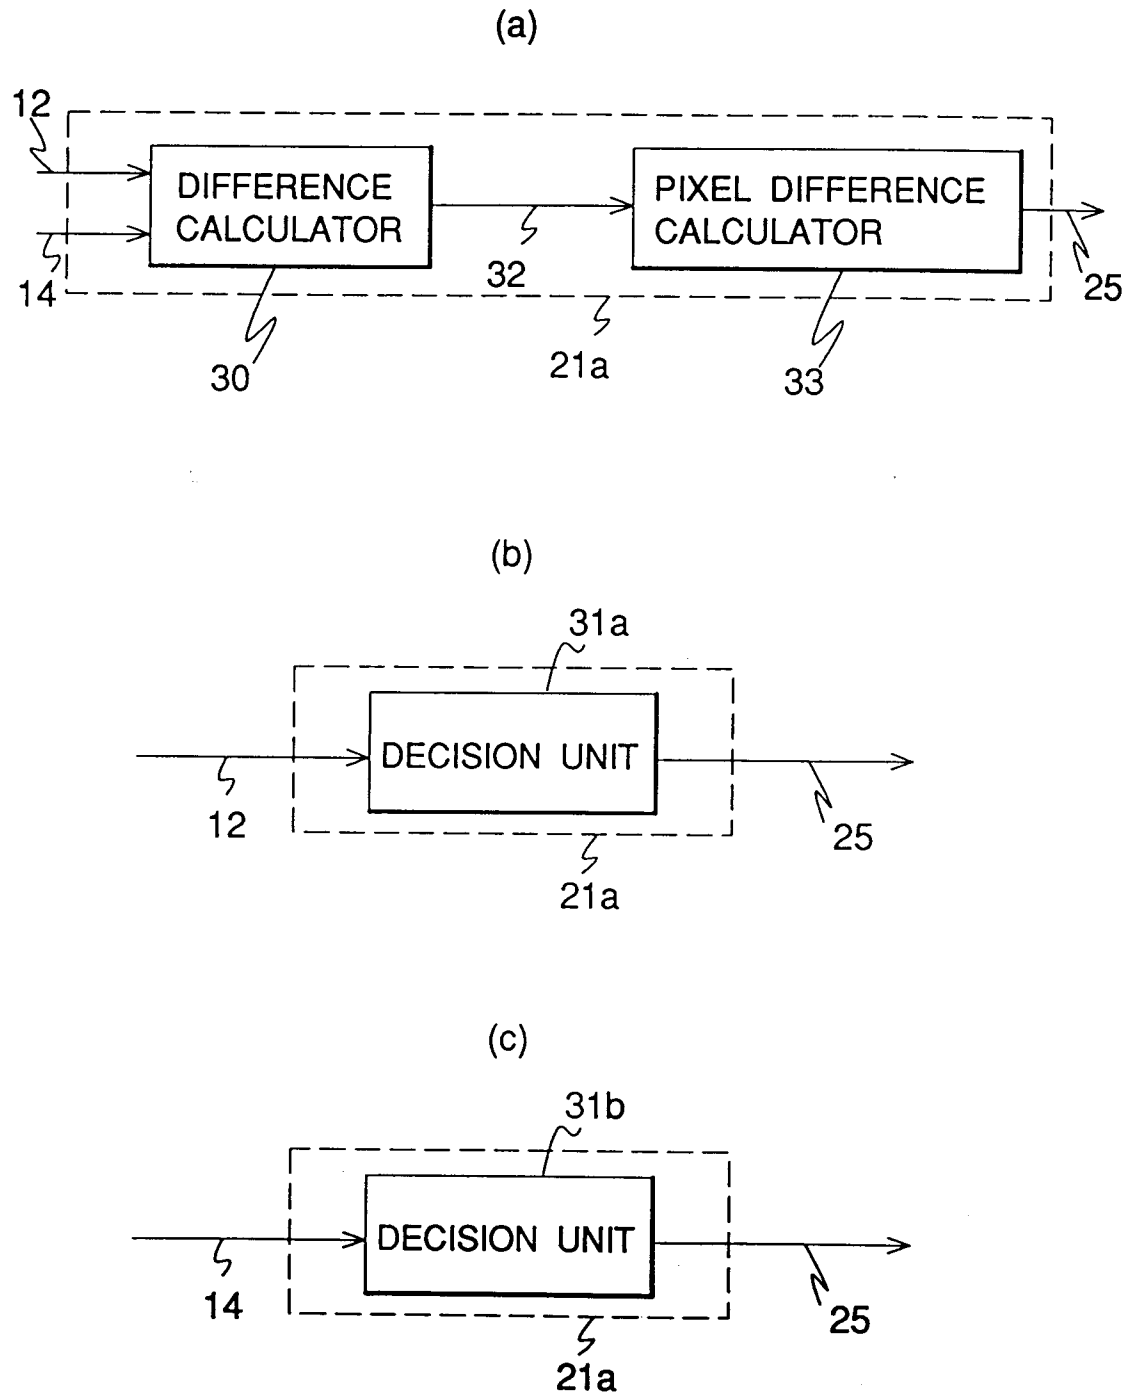 (a)
12
DIFFERENCE
CALCULATOR
PIXEL DIFFERENCE
CALCULATOR
14
32
25
21a
30
33
(b)
31a
DECISION UNIT
12
25
21a
(c)
31b
DECISION UNIT
14
25
21a